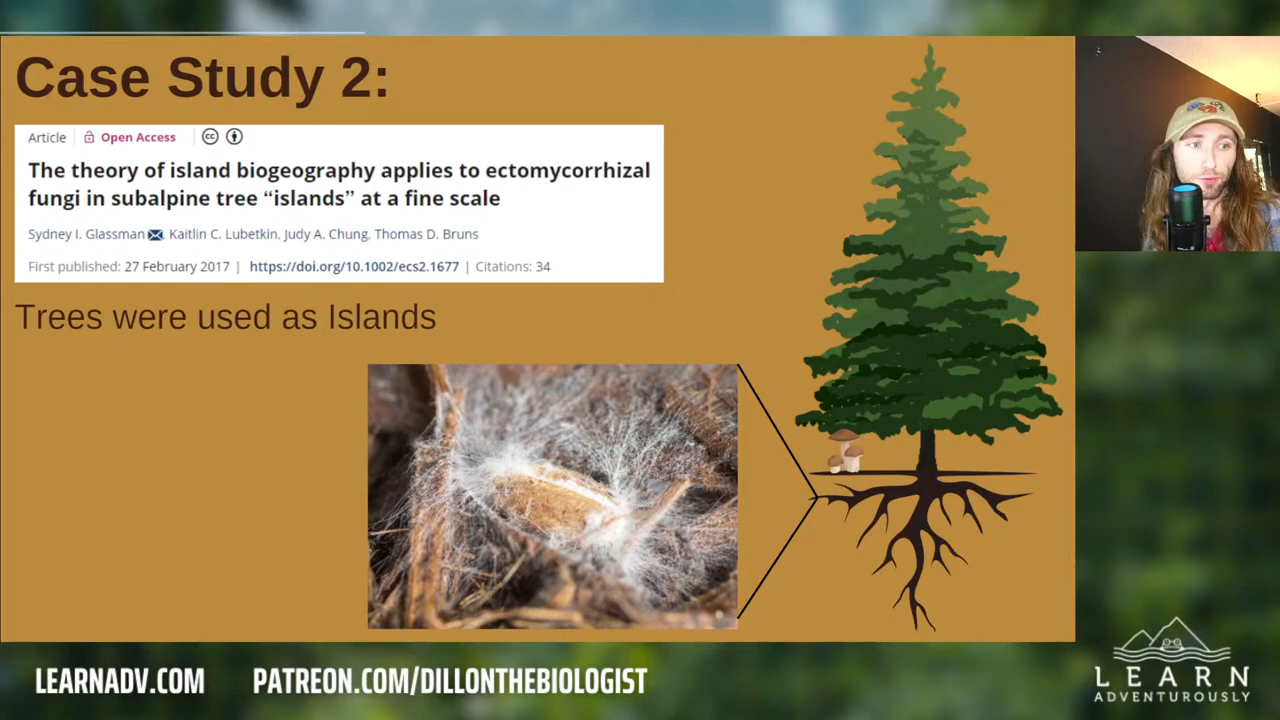 Case Study 2:
Article | Open Access
The theory of island biogeography applies to ectomycorrhizal
fungi in subalpine tree “islands” at a fine scale
Sydney I. Glassman, Kaitlin C. Lubetkin, Judy A. Chung, Thomas D. Bruns
First published: 27 February 2017 | https://doi.org/10.1002/ecs2.1677 | Citations: 34
Trees were used as Islands
LEARNADV.COM PATREON.COM/DILLONTHEBIOLOGIST
LEARN
ADVENTUROUSLY